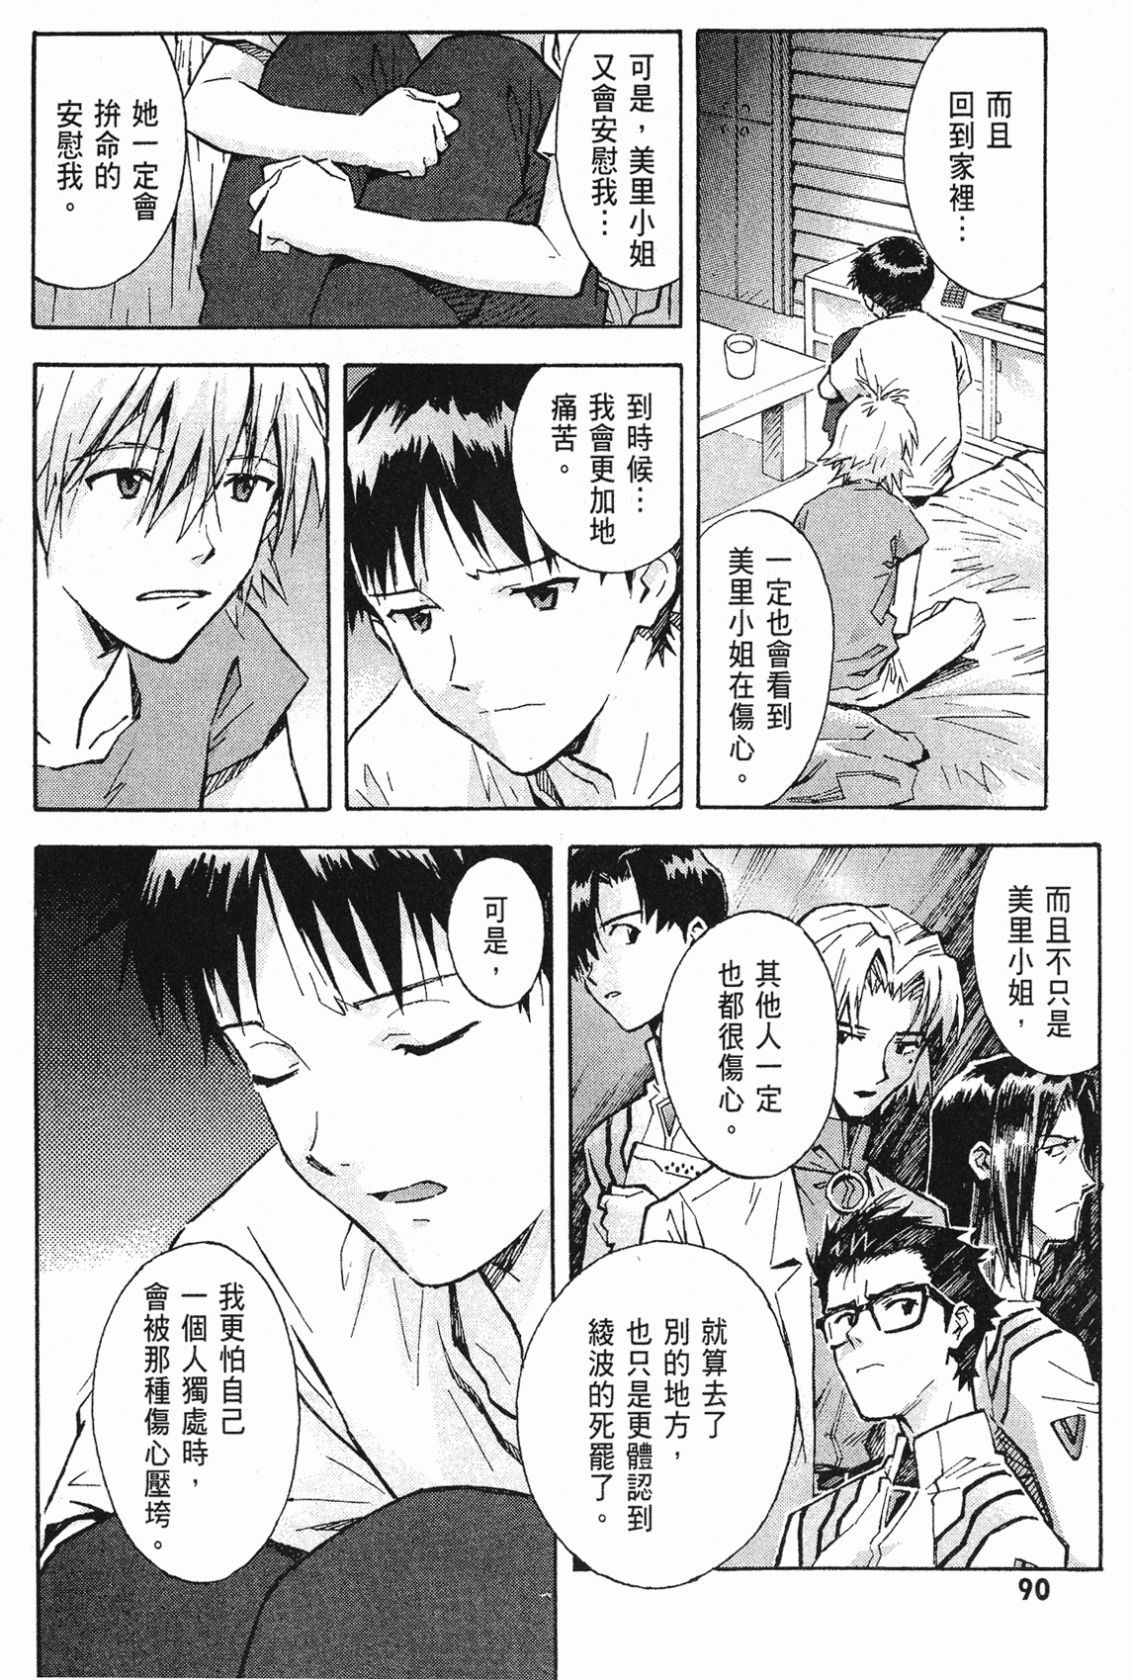 而且
回到家裡…
一定也會看到
美里小姐在傷心。
可是，美里小姐
又會安慰我…
她一定會
拚命的
安慰我。
到時候…
我會更加地
痛苦。
而且不只是
美里小姐，
其他人一定
也都很傷心。
就算去了
別的地方，
也只是更體認到
綾波的死罷了。
可是，
我更怕自己
一個人獨處時，
會被那種傷心壓垮。
90